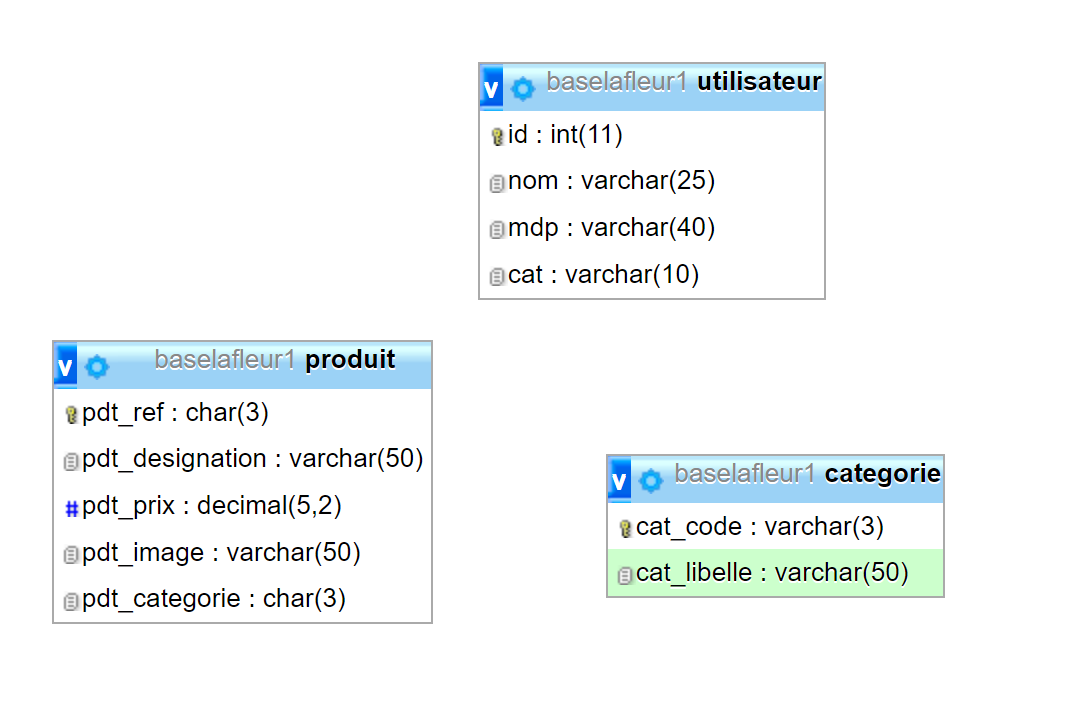 v baselafleur1 utilisateur
id : int(11)
nom : varchar(25)
mdp : varchar(40)
cat : varchar(10)
v baselafleur1 produit
pdt_ref : char(3)
pdt_designation : varchar(50)
# pdt_prix : decimal(5,2)
pdt_image : varchar(50)
pdt_categorie : char(3)
v baselafleur1 categorie
cat_code : varchar(3)
cat_libelle : varchar(50)